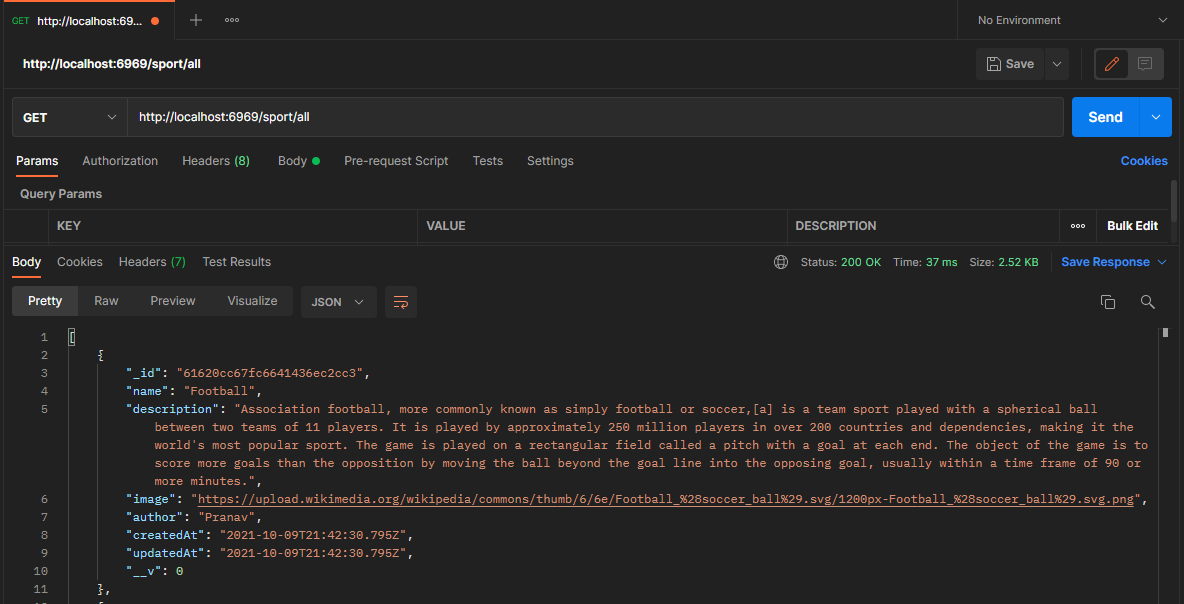 GET http://localhost:69...
No Environment
http://localhost:6969/sport/all
Save
GET http://localhost:6969/sport/all
Send
Params Authorization Headers (8) Body Pre-request Script Tests Settings Cookies
Query Params
KEY VALUE DESCRIPTION Bulk Edit
Body Cookies Headers (7) Test Results Status: 200 OK Time: 37 ms Size: 2.52 KB Save Response
Pretty Raw Preview Visualize JSON
1 [
2 {
3 "_id": "61620cc67fc6641436ec2cc3",
4 "name": "Football",
5 "description": "Association football, more commonly known as simply football or soccer,[a] is a team sport played with a spherical ball
between two teams of 11 players. It is played by approximately 250 million players in over 200 countries and dependencies, making it the
world's most popular sport. The game is played on a rectangular field called a pitch with a goal at each end. The object of the game is to
score more goals than the opposition by moving the ball beyond the goal line into the opposing goal, usually within a time frame of 90 or
more minutes.",
6 "image": "https://upload.wikimedia.org/wikipedia/commons/thumb/6/6e/Football_%28soccer_ball%29.svg/1200px-Football_%28soccer_ball%29.svg.png",
7 "author": "Pranav",
8 "createdAt": "2021-10-09T21:42:30.795Z",
9 "updatedAt": "2021-10-09T21:42:30.795Z",
10 "__v": 0
11 },